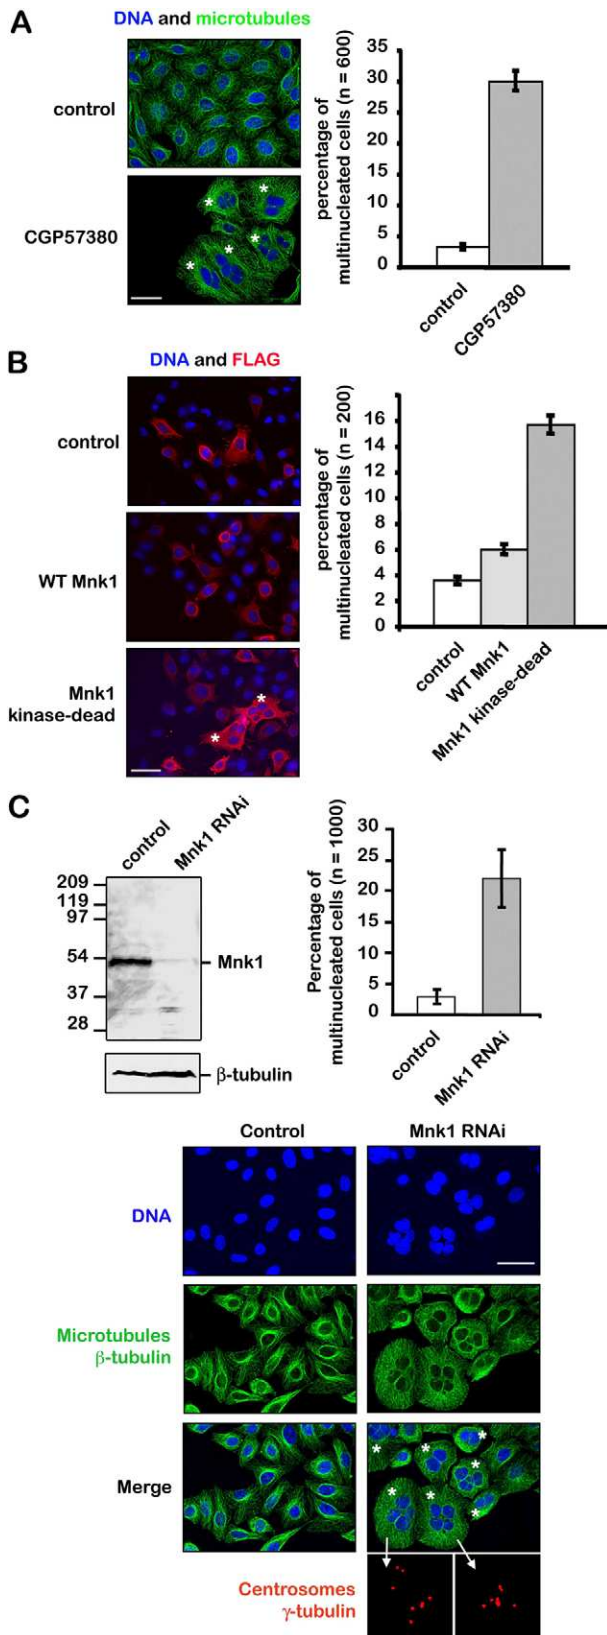 A
DNA and microtubules
control
CGP57380
percentage of
multinucleated cells (n = 600)
35
30
25
20
15
10
5
0
control
CGP57380
B
DNA and FLAG
control
WT Mnk1
Mnk1
kinase-dead
percentage of
multinucleated cells (n = 200)
16
14
12
10
8
6
4
2
0
control
WT Mnk1
Mnk1 kinase-dead
C
control
Mnk1 RNAi
209
119
97
54
37
28
Mnk1
β-tubulin
Percentage of
multinucleated cells (n = 1000)
30
25
20
15
10
5
0
control
Mnk1 RNAi
Control
Mnk1 RNAi
DNA
Microtubules
β-tubulin
Merge
Centrosomes
γ-tubulin